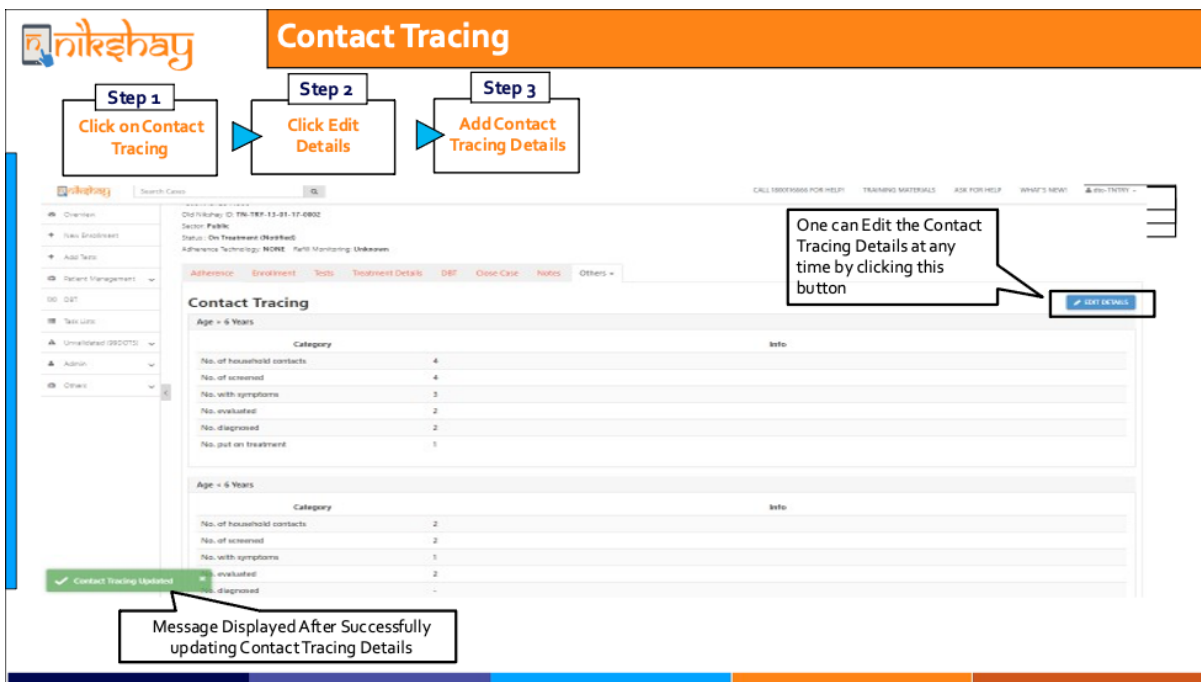 nikshay
Contact Tracing
Step 1
Click on Contact
Tracing
Step 2
Click Edit
Details
Step 3
Add Contact
Tracing Details
nikshay
Search Cases
CALL 1800116666 FOR HELP! TRAINING MATERIALS ASK FOR HELP WHAT'S NEW!
Overview
New Enrollment
Add Tests
Patient Management
DBT
Task Lists
Unvalidated (99DOTS)
Admin
Others
Old Nikshay ID: TN-TRY-13-01-17-0802
Sector: Public
Status: On Treatment (Notified)
Adherence Technology: NONE Refill Monitoring: Unknown
One can Edit the Contact
Tracing Details at any
time by clicking this
button
Adherence Enrollment Tests Treatment Details DBT Close Case Notes Others
Contact Tracing
EDIT DETAILS
Age > 6 Years
Category Info
No. of household contacts 4
No. of screened 4
No. with symptoms 3
No. evaluated 2
No. diagnosed 2
No. put on treatment 1
Age < 6 Years
Category Info
No. of household contacts 2
No. of screened 2
No. with symptoms 1
evaluated 2
diagnosed -
Contact Tracing Updated ×
Message Displayed After Successfully
updating Contact Tracing Details